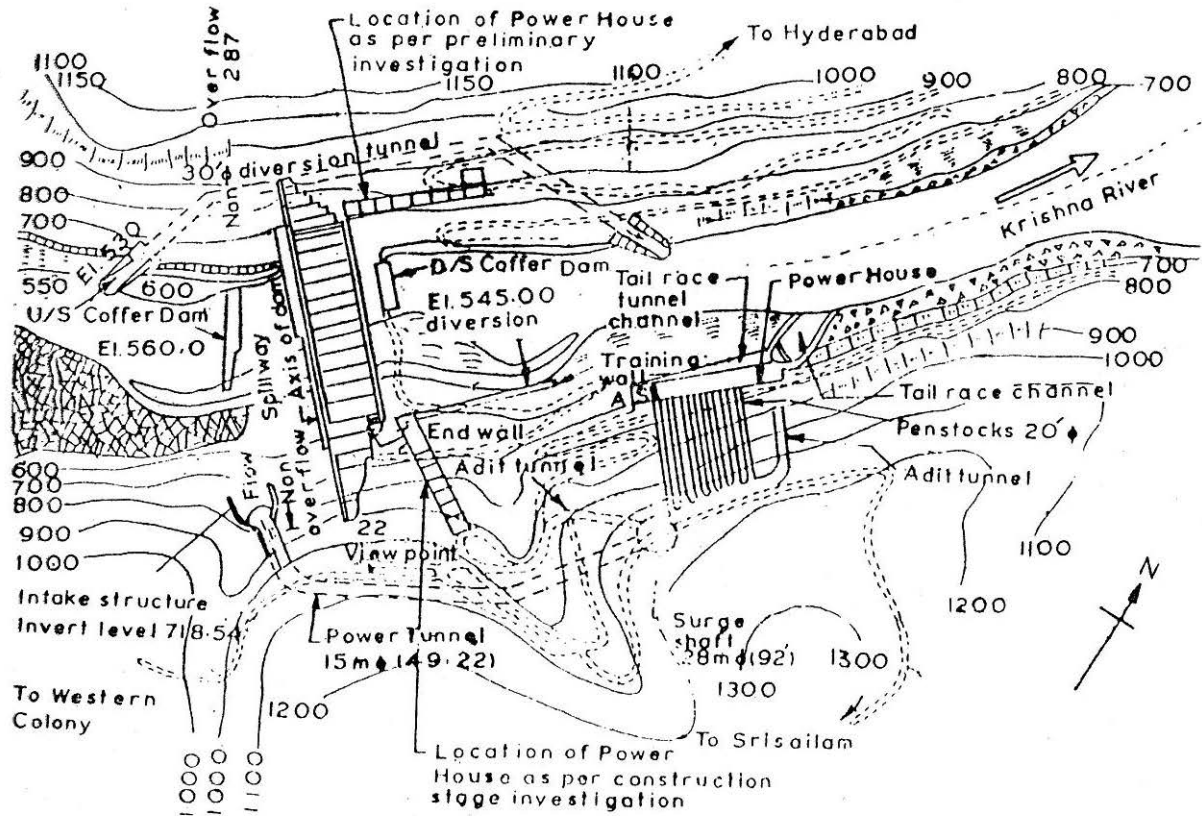 Location of Power House
as per preliminary
investigation
To Hyderabad
Over flow
287
1100
1150
1150
1100
1000
900
800
700
900
800
700
30' ϕ diversion tunnel
Non
El.530
550
600
U/S Coffer Dam
El.560.0
Spillway
Axis of dam
D/S Coffer Dam
El.545.00
diversion
Tail race
tunnel
channel
Power House
Krishna River
700
800
900
1000
Training
wall
A/S
Tail race channel
Penstocks 20' ϕ
Adit tunnel
End wall
Adit tunnel
600
700
800
900
1000
Flow
Non
overflow
22
View point
Intake structure
Invert level 718.54
Power Tunnel
15m ϕ (49.22)
Surge
shaft
28m ϕ (92')
1300
1300
1100
1200
N
To Western
Colony
1200
1000
1000
1100
To Srisailam
Location of Power
House as per construction
stage investigation